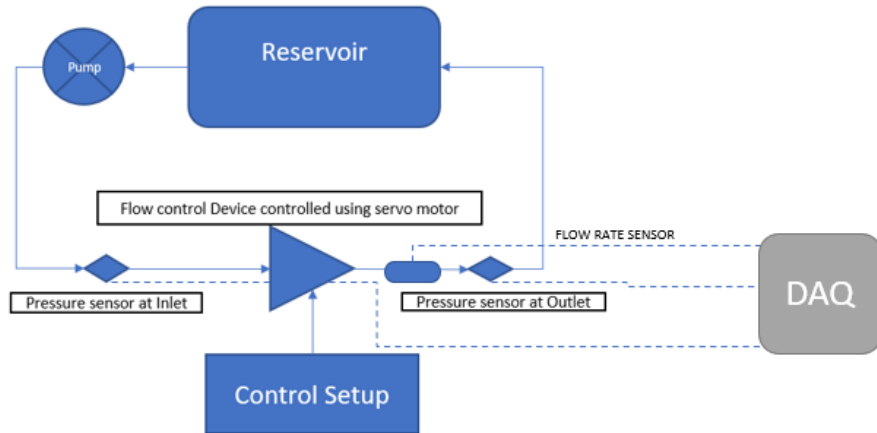 Reservoir
Pump
Flow control Device controlled using servo motor
FLOW RATE SENSOR
Pressure sensor at Inlet
Pressure sensor at Outlet
DAQ
Control Setup